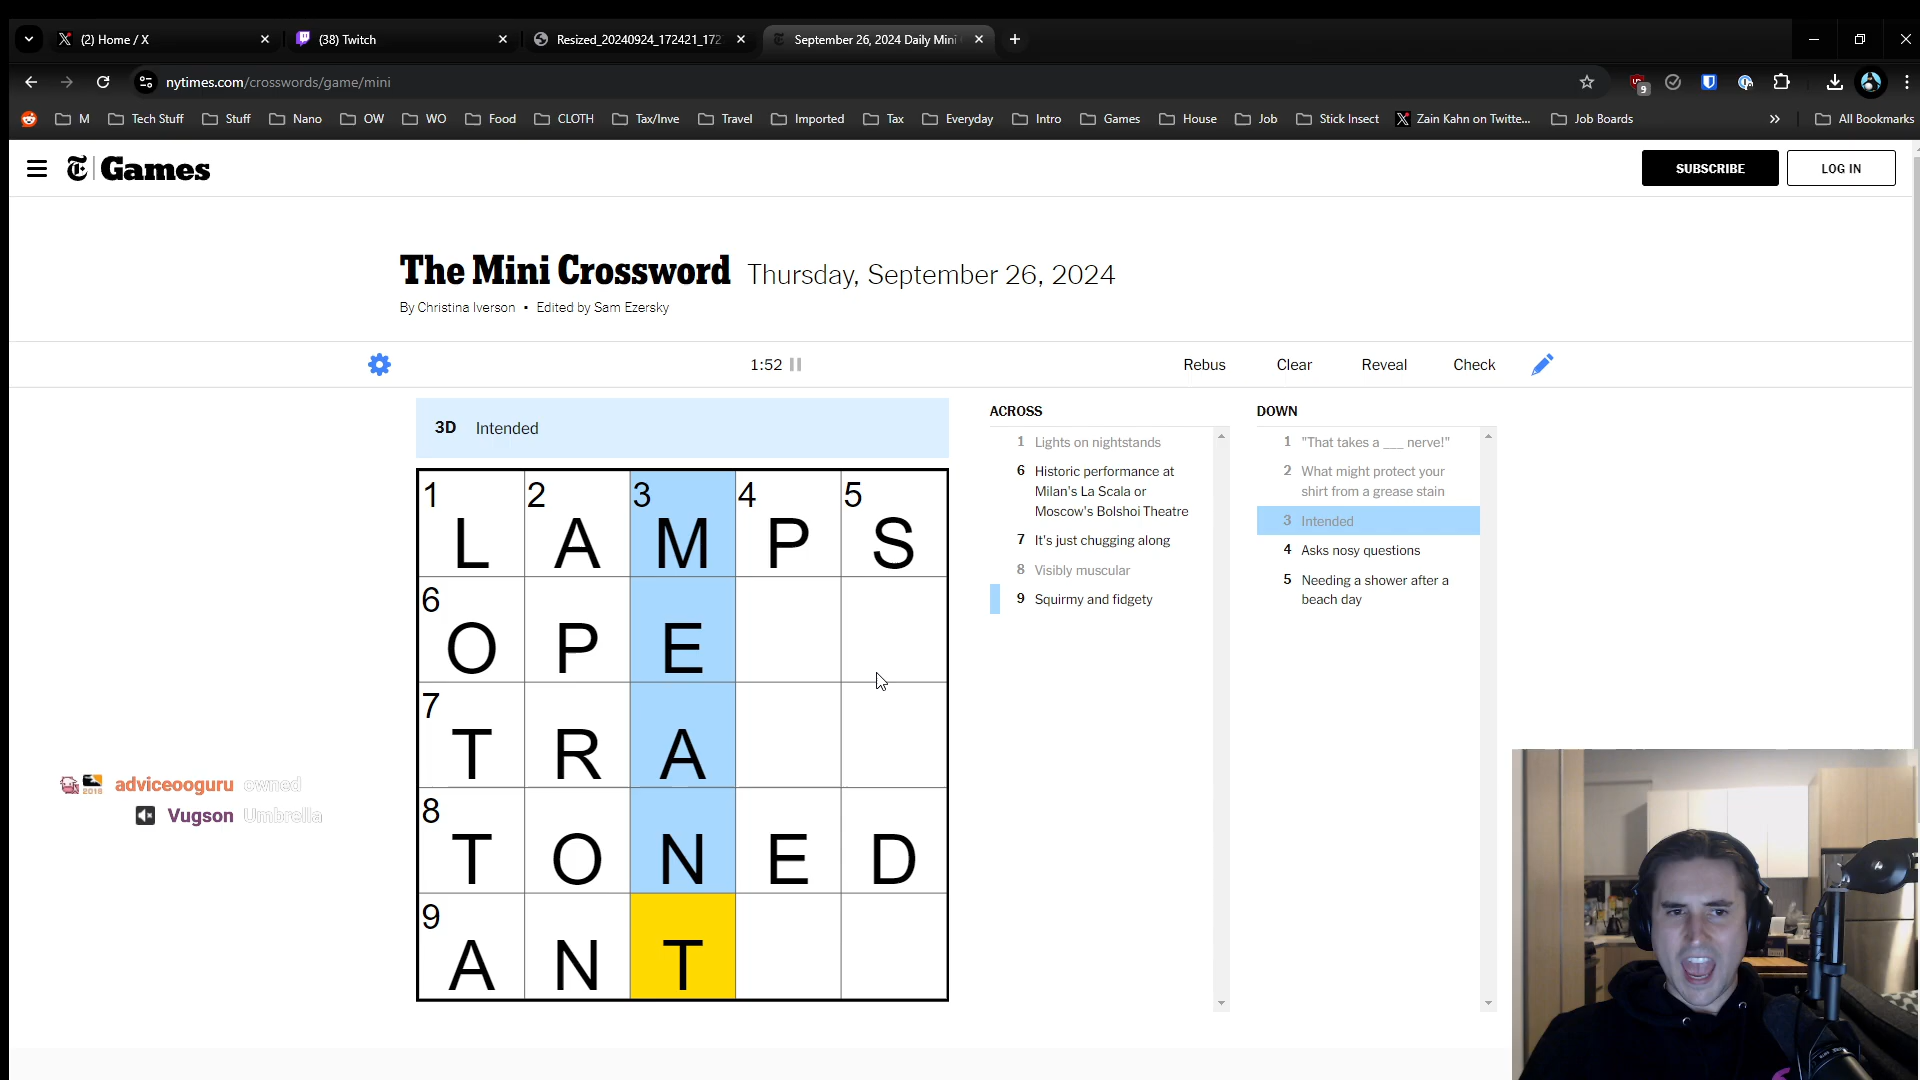 (2) Home / X
(38) Twitch
Resized_20240924_172421_172
September 26, 2024 Daily Mini
nytimes.com/crosswords/game/mini
9
M
Tech Stuff
Stuff
Nano
OW
WO
Food
CLOTH
Tax/Inve
Travel
Imported
Tax
Everyday
Intro
Games
House
Job
Stick Insect
Zain Kahn on Twitte...
Job Boards
»
All Bookmarks
T Games
SUBSCRIBE
LOG IN
The Mini Crossword Thursday, September 26, 2024
By Christina Iverson • Edited by Sam Ezersky
1:52
Rebus
Clear
Reveal
Check
3D Intended
1 L 2 A 3 M 4 P 5 S
6 O P E
7 T R A
8 T O N E D
9 A N T
ACROSS
1 Lights on nightstands
6 Historic performance at
Milan's La Scala or
Moscow's Bolshoi Theatre
7 It's just chugging along
8 Visibly muscular
9 Squirmy and fidgety
DOWN
1 "That takes a ___ nerve!"
2 What might protect your
shirt from a grease stain
3 Intended
4 Asks nosy questions
5 Needing a shower after a
beach day
2018 adviceooguru owned
Vugson Umbrella